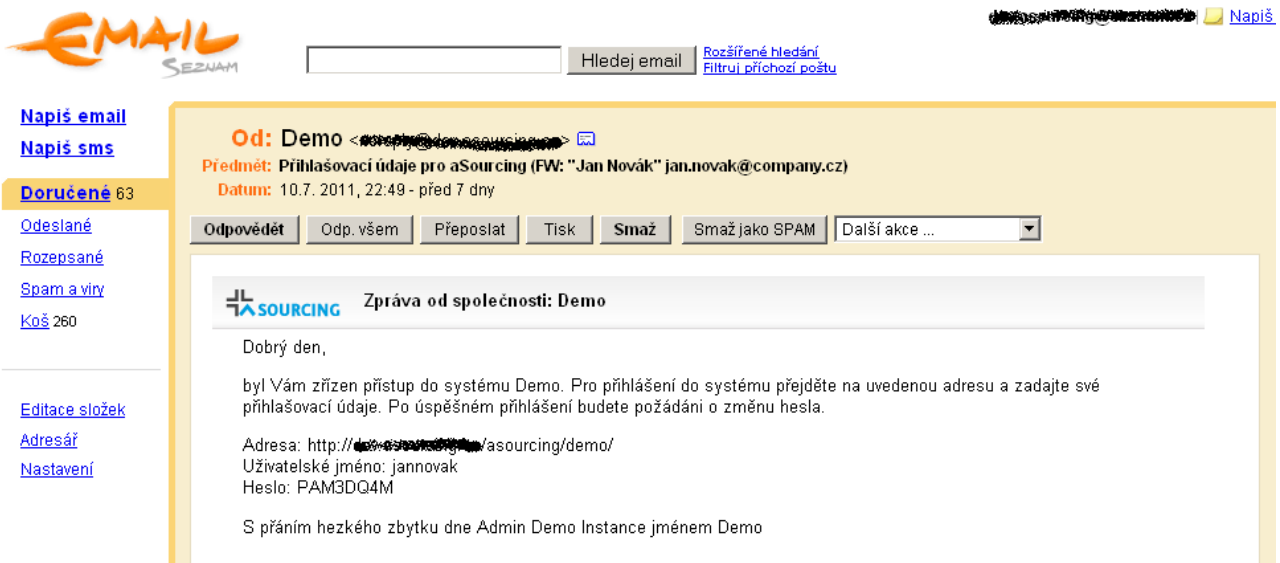 EMAIL
SEZNAM
Napiš
Hledej email
Rozšířené hledání
Filtruj příchozí poštu
Napiš email
Napiš sms
Doručené 63
Odeslané
Rozepsané
Spam a viry
Koš 260
Editace složek
Adresář
Nastavení
Od: Demo
Předmět: Přihlašovací údaje pro aSourcing (FW: "Jan Novák" jan.novak@company.cz)
Datum: 10.7. 2011, 22:49 - před 7 dny
Odpovědět Odp. všem Přeposlat Tisk Smaž Smaž jako SPAM Další akce ...
SOURCING Zpráva od společnosti: Demo
Dobrý den,
byl Vám zřízen přístup do systému Demo. Pro přihlášení do systému přejděte na uvedenou adresu a zadajte své
přihlašovací údaje. Po úspěšném přihlášení budete požádáni o změnu hesla.
Adresa: http:// /asourcing/demo/
Uživatelské jméno: jannovak
Heslo: PAM3DQ4M
S přáním hezkého zbytku dne Admin Demo Instance jménem Demo